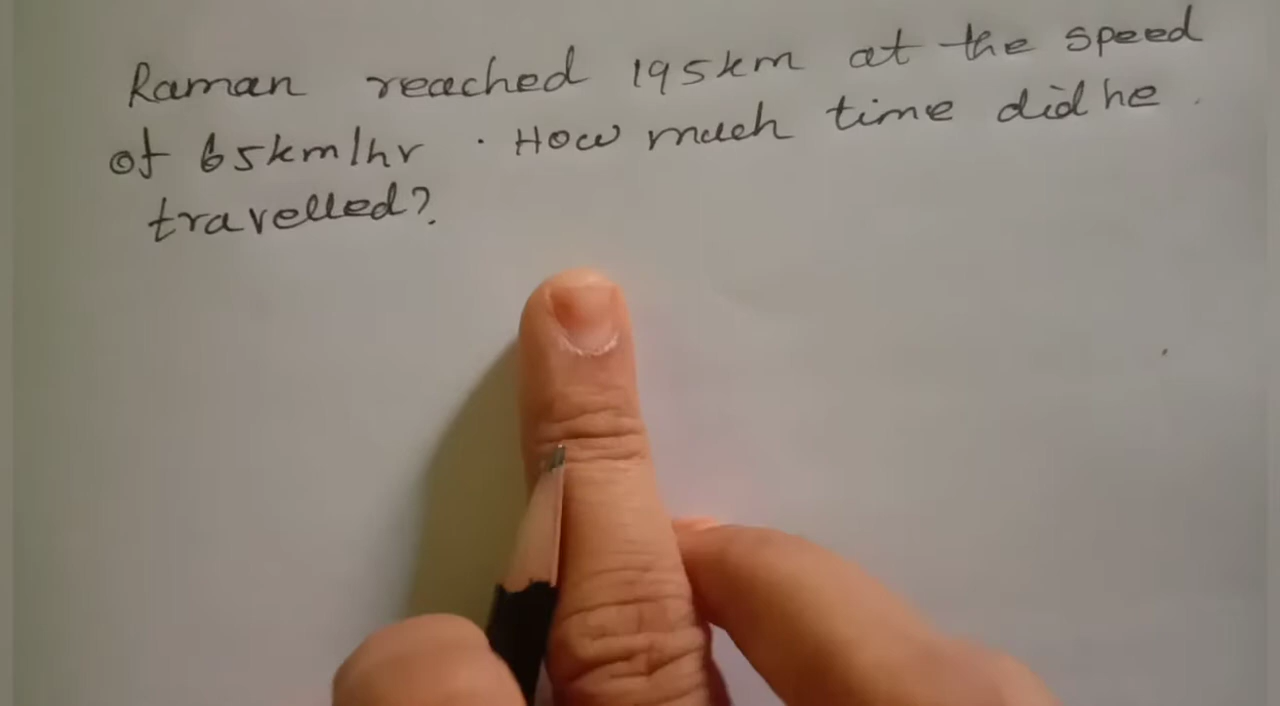 Raman reached 195km at the speed
of 65km/hr . How much time did he
travelled?